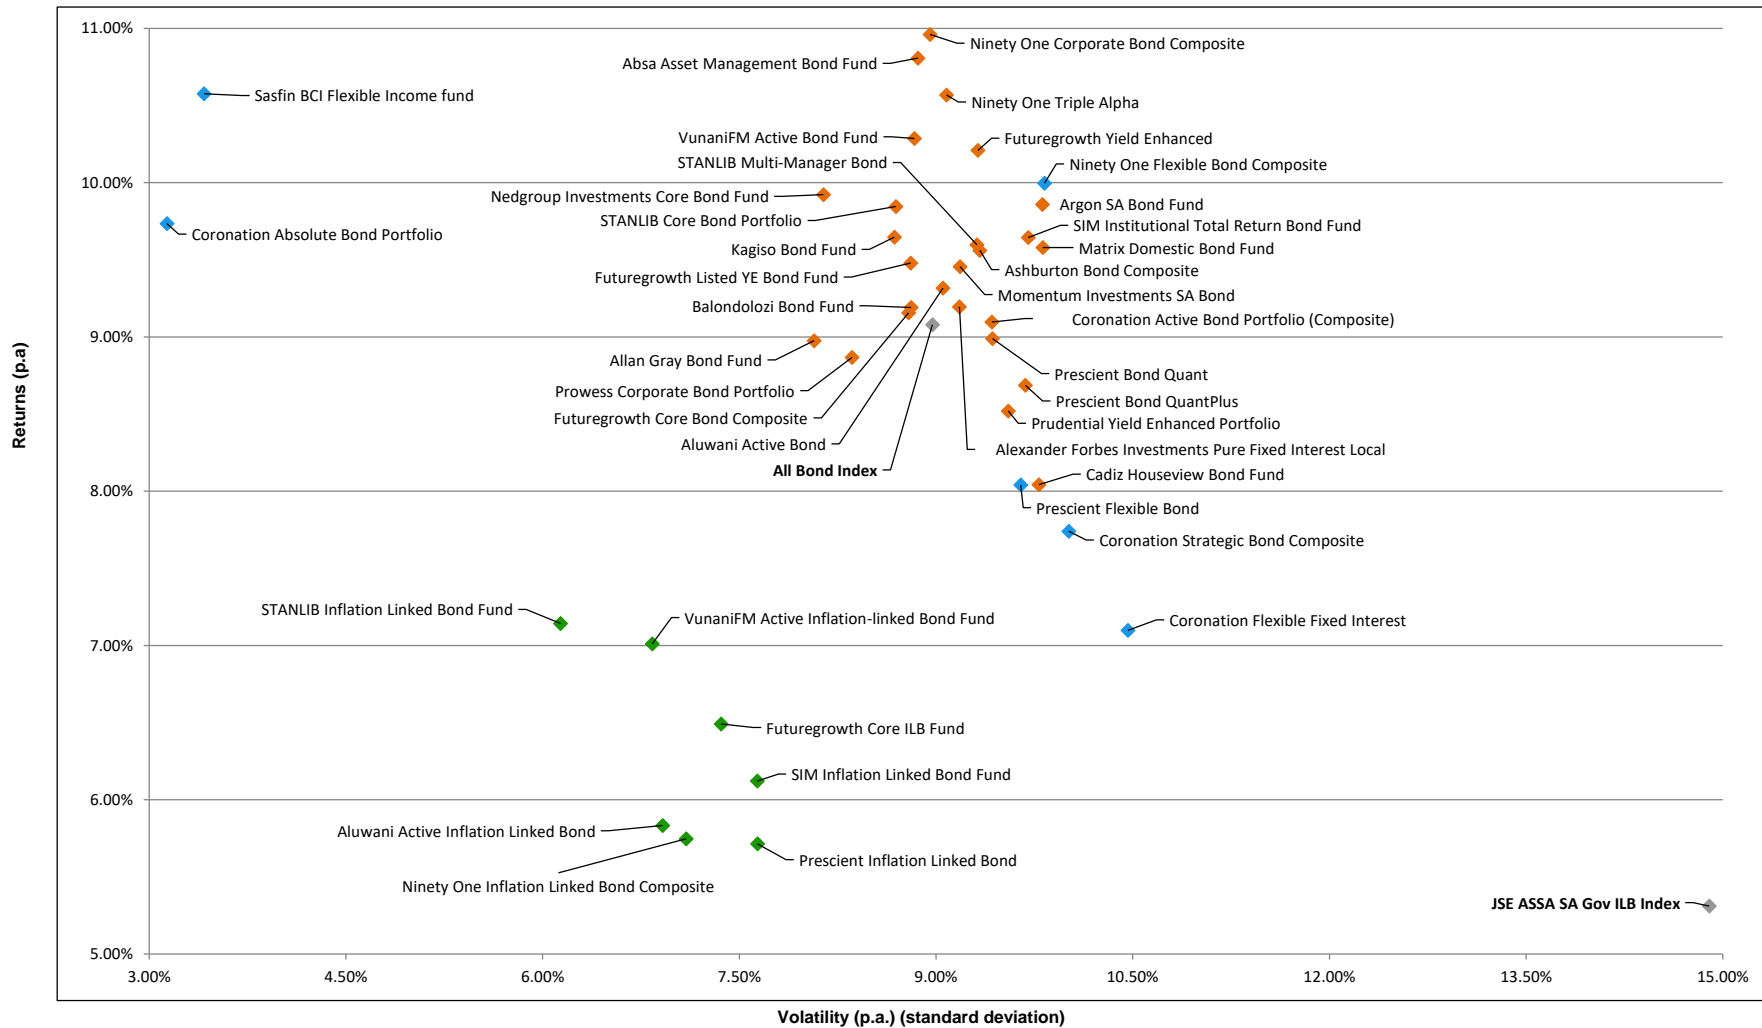 11.00%
Ninety One Corporate Bond Composite
Absa Asset Management Bond Fund
Sasfin BCI Flexible Income fund
Ninety One Triple Alpha
VunaniFM Active Bond Fund
Futuregrowth Yield Enhanced
STANLIB Multi-Manager Bond
Ninety One Flexible Bond Composite
10.00%
Nedgroup Investments Core Bond Fund
Argon SA Bond Fund
STANLIB Core Bond Portfolio
SIM Institutional Total Return Bond Fund
Coronation Absolute Bond Portfolio
Kagiso Bond Fund
Matrix Domestic Bond Fund
Ashburton Bond Composite
Futuregrowth Listed YE Bond Fund
Momentum Investments SA Bond
Balondolozi Bond Fund
Coronation Active Bond Portfolio (Composite)
9.00%
Allan Gray Bond Fund
Prescient Bond Quant
Prowess Corporate Bond Portfolio
Prescient Bond QuantPlus
Futuregrowth Core Bond Composite
Prudential Yield Enhanced Portfolio
Aluwani Active Bond
Alexander Forbes Investments Pure Fixed Interest Local
All Bond Index
Cadiz Houseview Bond Fund
8.00%
Prescient Flexible Bond
Coronation Strategic Bond Composite
STANLIB Inflation Linked Bond Fund
VunaniFM Active Inflation-linked Bond Fund
Coronation Flexible Fixed Interest
7.00%
Futuregrowth Core ILB Fund
SIM Inflation Linked Bond Fund
6.00%
Aluwani Active Inflation Linked Bond
Prescient Inflation Linked Bond
Ninety One Inflation Linked Bond Composite
JSE ASSA SA Gov ILB Index
5.00%
3.00% 4.50% 6.00% 7.50% 9.00% 10.50% 12.00% 13.50% 15.00%
Returns (p.a)
Volatility (p.a.) (standard deviation)